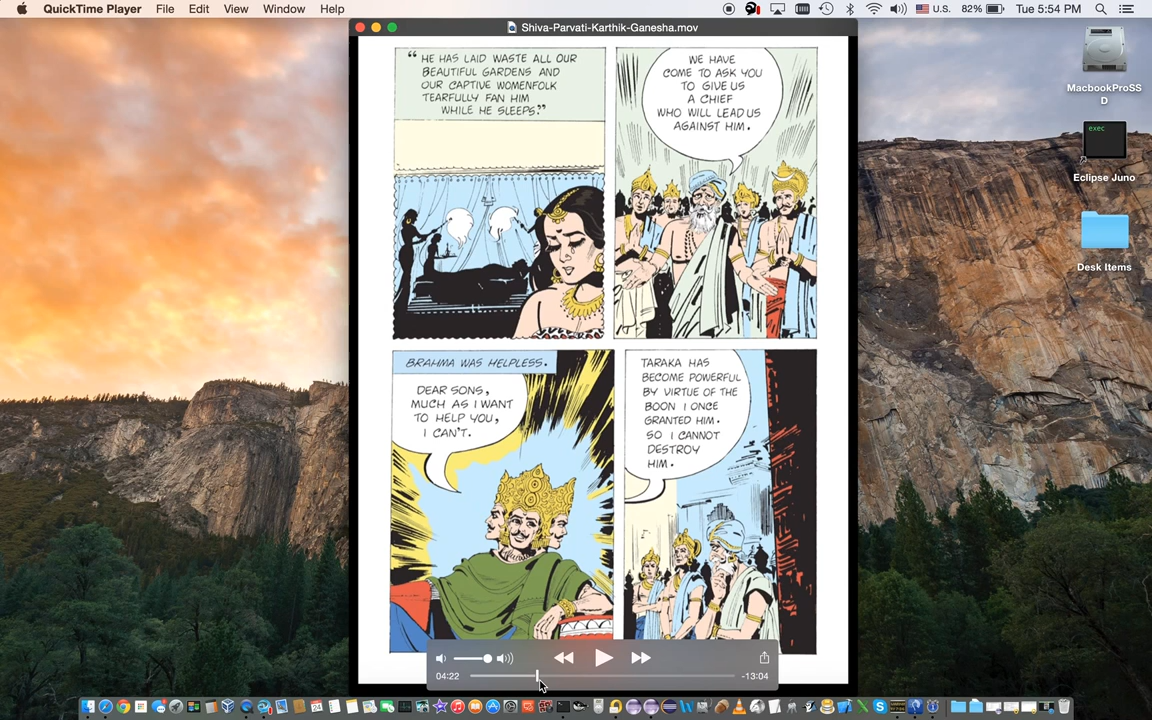 QuickTime Player File Edit View Window Help
U.S. 82% Tue 5:54 PM
Shiva-Parvati-Karthik-Ganesha.mov
“ HE HAS LAID WASTE ALL OUR
BEAUTIFUL GARDENS AND
OUR CAPTIVE WOMENFOLK
TEARFULLY FAN HIM
WHILE HE SLEEPS.”
WE HAVE
COME TO ASK YOU
TO GIVE US
A CHIEF
WHO WILL LEAD US
AGAINST HIM.
BRAHMA WAS HELPLESS.
DEAR SONS,
MUCH AS I WANT
TO HELP YOU,
I CAN'T.
TARAKA HAS
BECOME POWERFUL
BY VIRTUE OF THE
BOON I ONCE
GRANTED HIM.
SO I CANNOT
DESTROY
HIM.
04:22 -13:04
MacbookProSS
D
exec
Eclipse Juno
Desk Items